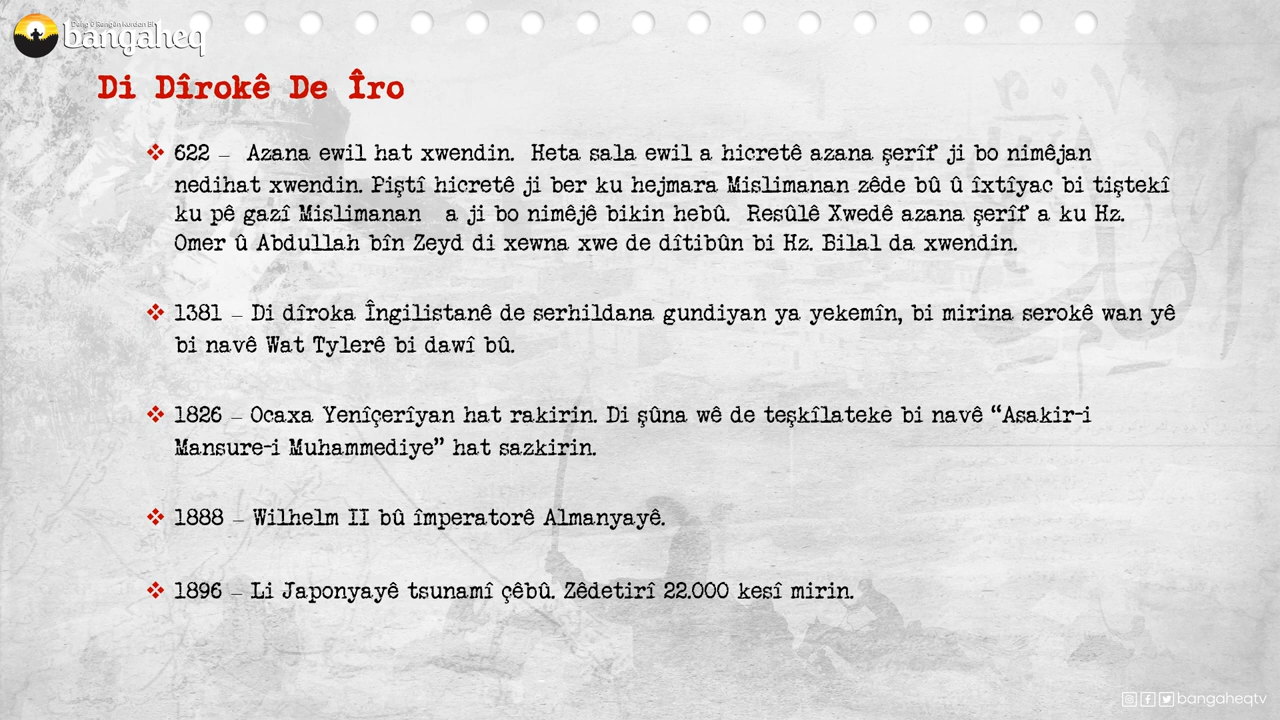 Deng û Rengên Kurdan Bi
bangaheq
Di Dîrokê De Îro
❖ 622 – Azana ewil hat xwendin. Heta sala ewil a hicretê azana şerîf ji bo nimêjan
nedihat xwendin. Piştî hicretê ji ber ku hejmara Mislimanan zêde bû û îxtîyac bi tiştekî
ku pê gazî Mislimanan a ji bo nimêjê bikin hebû. Resûlê Xwedê azana şerîf a ku Hz.
Omer û Abdullah bîn Zeyd di xewna xwe de dîtibûn bi Hz. Bilal da xwendin.
❖ 1381 – Di dîroka Îngilistanê de serhildana gundiyan ya yekemîn, bi mirina serokê wan yê
bi navê Wat Tylerê bi dawî bû.
❖ 1826 – Ocaxa Yenîçerîyan hat rakirin. Di şûna wê de teşkîlateke bi navê “Asakir-i
Mansure-i Muhammediye” hat sazkirin.
❖ 1888 – Wilhelm II bû împeratorê Almanyayê.
❖ 1896 – Li Japonyayê tsunamî çêbû. Zêdetirî 22.000 kesî mirin.
bangaheqtv